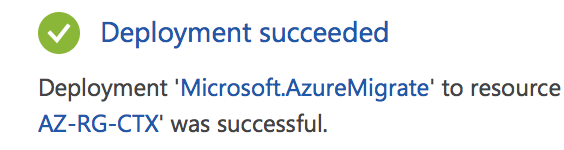 Deployment succeeded
Deployment 'Microsoft.AzureMigrate' to resource
AZ-RG-CTX' was successful.